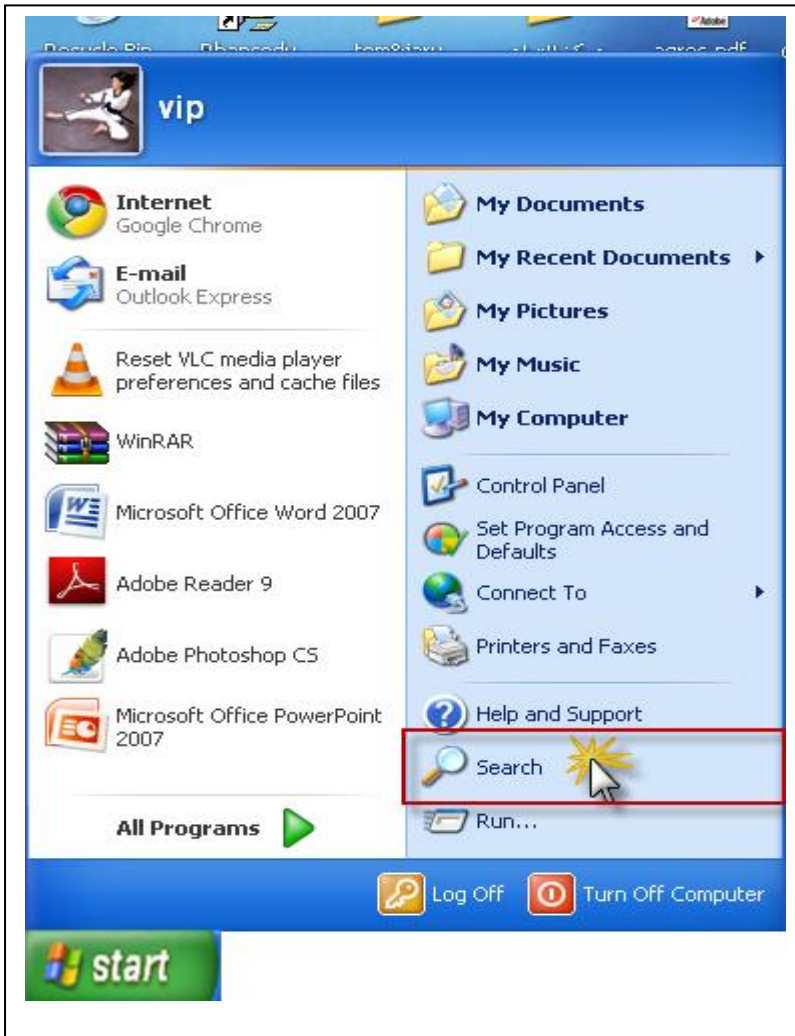 Adobe
vip
Internet
Google Chrome
E-mail
Outlook Express
Reset VLC media player
preferences and cache files
WinRAR
Microsoft Office Word 2007
Adobe Reader 9
Adobe Photoshop CS
Microsoft Office PowerPoint
2007
All Programs
My Documents
My Recent Documents
My Pictures
My Music
My Computer
Control Panel
Set Program Access and
Defaults
Connect To
Printers and Faxes
Help and Support
Search
Run...
Log Off
Turn Off Computer
start